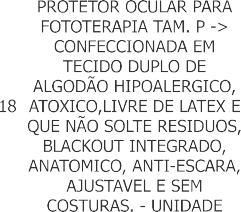 PROTETOR OCULAR PARA
FOTOTERAPIA TAM. P ->
CONFECCIONADA EM
TECIDO DUPLO DE
ALGODÃO HIPOALERGICO,
18 ATOXICO,LIVRE DE LATEX E
QUE NÃO SOLTE RESIDUOS,
BLACKOUT INTEGRADO,
ANATOMICO, ANTI-ESCARA,
AJUSTAVEL E SEM
COSTURAS. - UNIDADE